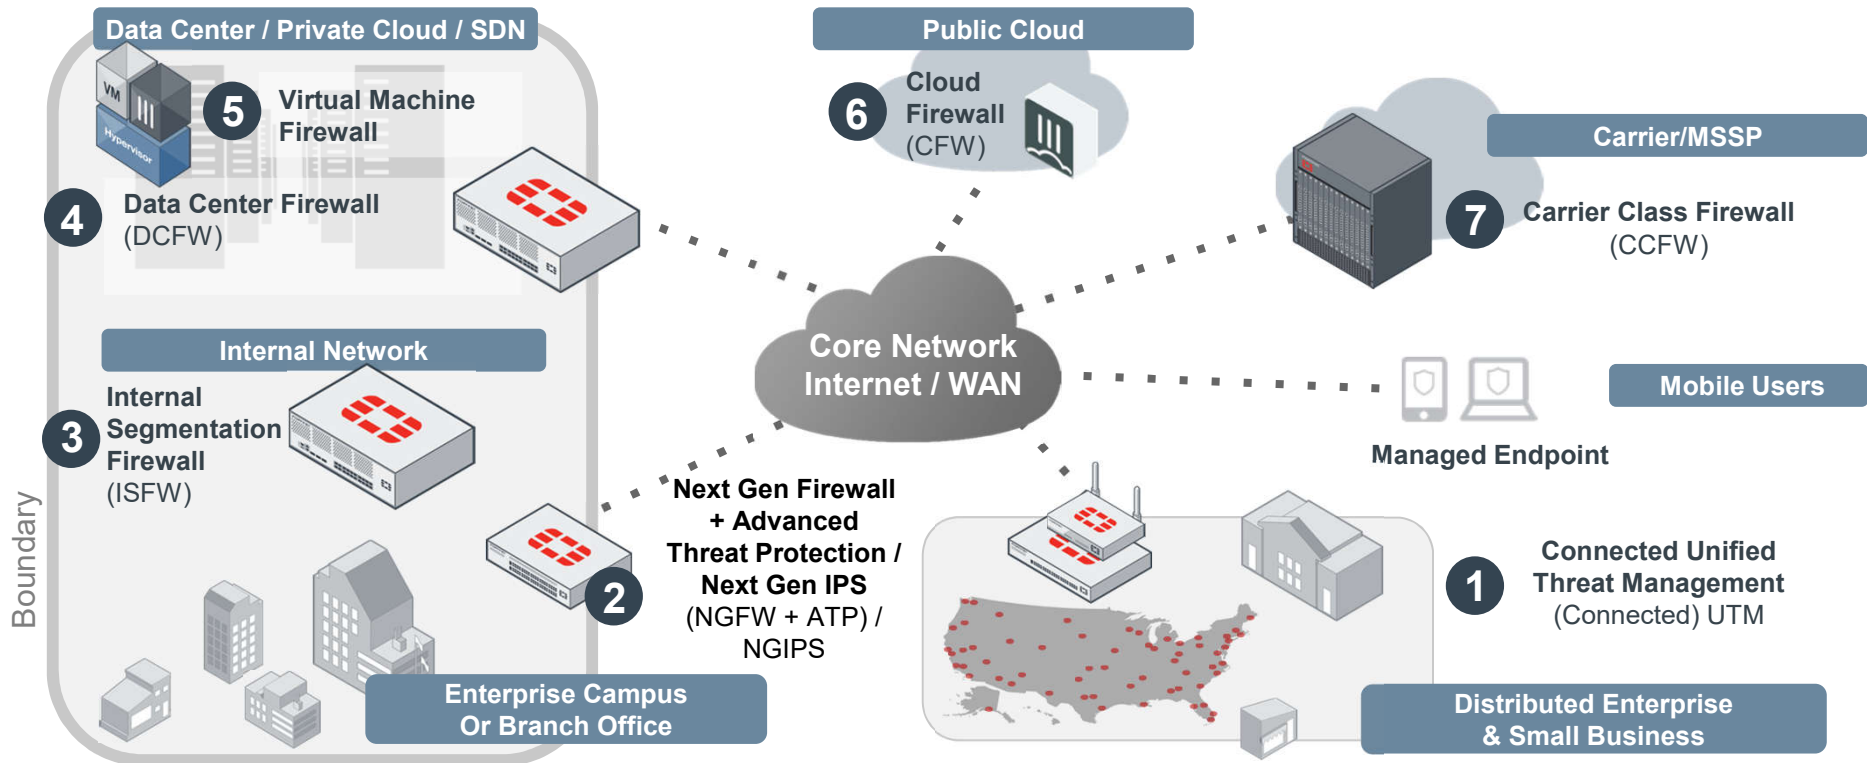 Data Center / Private Cloud / SDN
VM
Hypervisor
5
Virtual Machine
Firewall
4
Data Center Firewall
(DCFW)
Internal Network
3
Internal
Segmentation
Firewall
(ISFW)
Boundary
2
Next Gen Firewall
+ Advanced
Threat Protection /
Next Gen IPS
(NGFW + ATP) /
NGIPS
Enterprise Campus
Or Branch Office
Public Cloud
6
Cloud
Firewall
(CFW)
Core Network
Internet / WAN
Carrier/MSSP
7
Carrier Class Firewall
(CCFW)
Mobile Users
Managed Endpoint
1
Connected Unified
Threat Management
(Connected) UTM
Distributed Enterprise
& Small Business